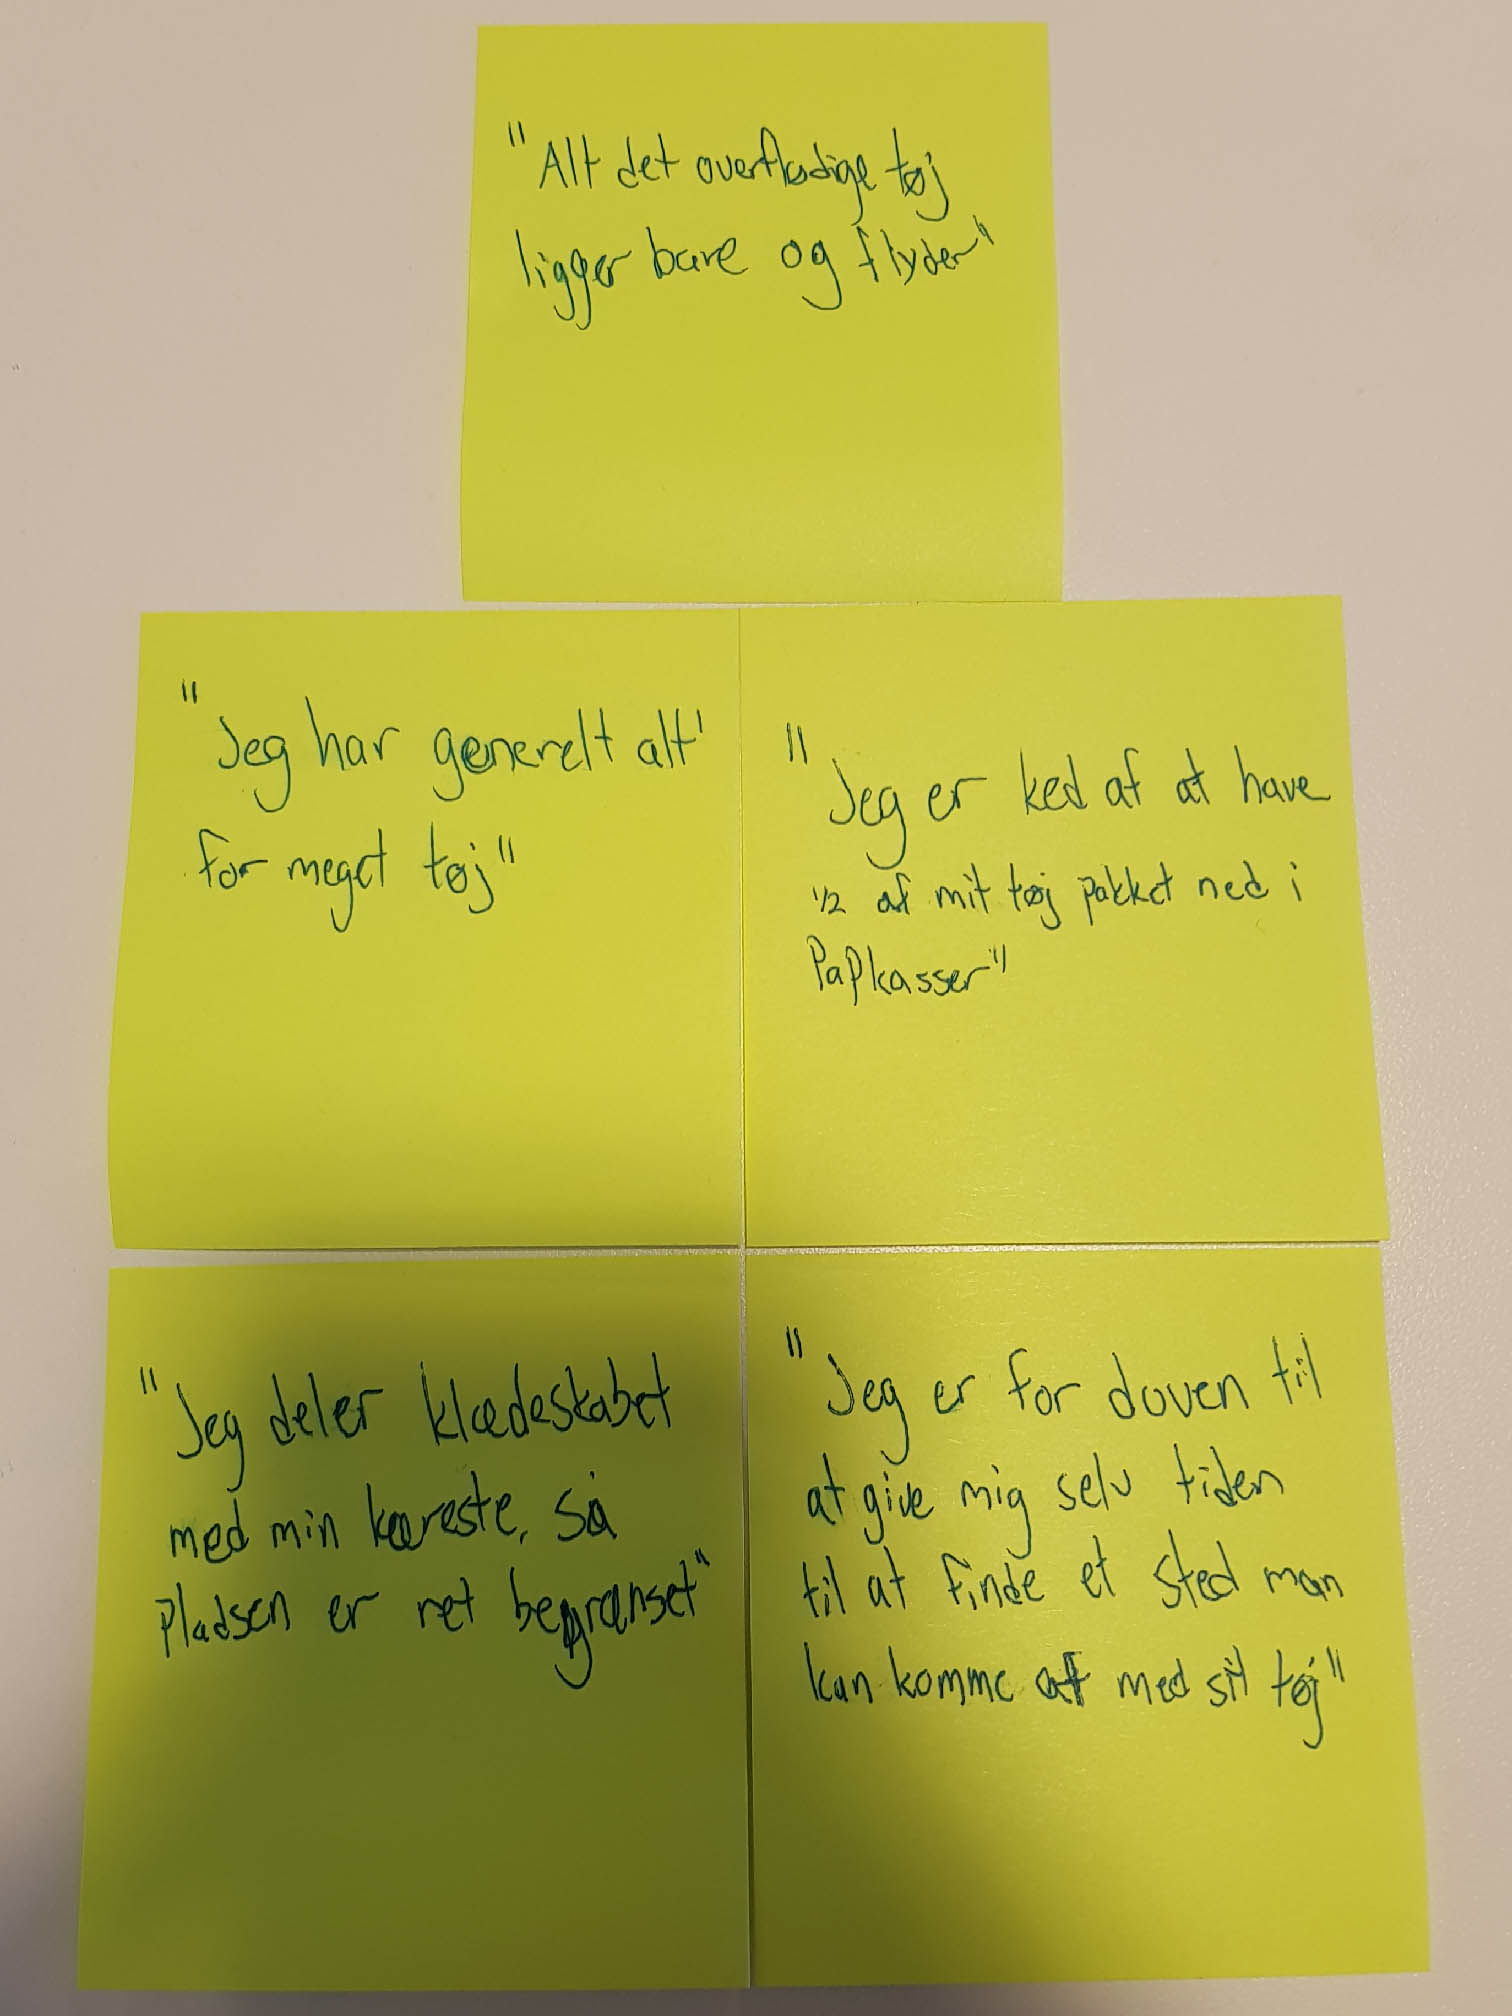 "Alt det overflødige tøj
ligger bare og flyder"
"Jeg har generelt alt'
for meget tøj"
"Jeg er ked af at have
1/2 af mit tøj pakket ned i
Papkasser"
"Jeg deler klædeskabet
med min kæreste, så
pladsen er ret begrænset"
"Jeg er for doven til
at give mig selv tiden
til at finde et sted man
kan komme af med sit tøj"